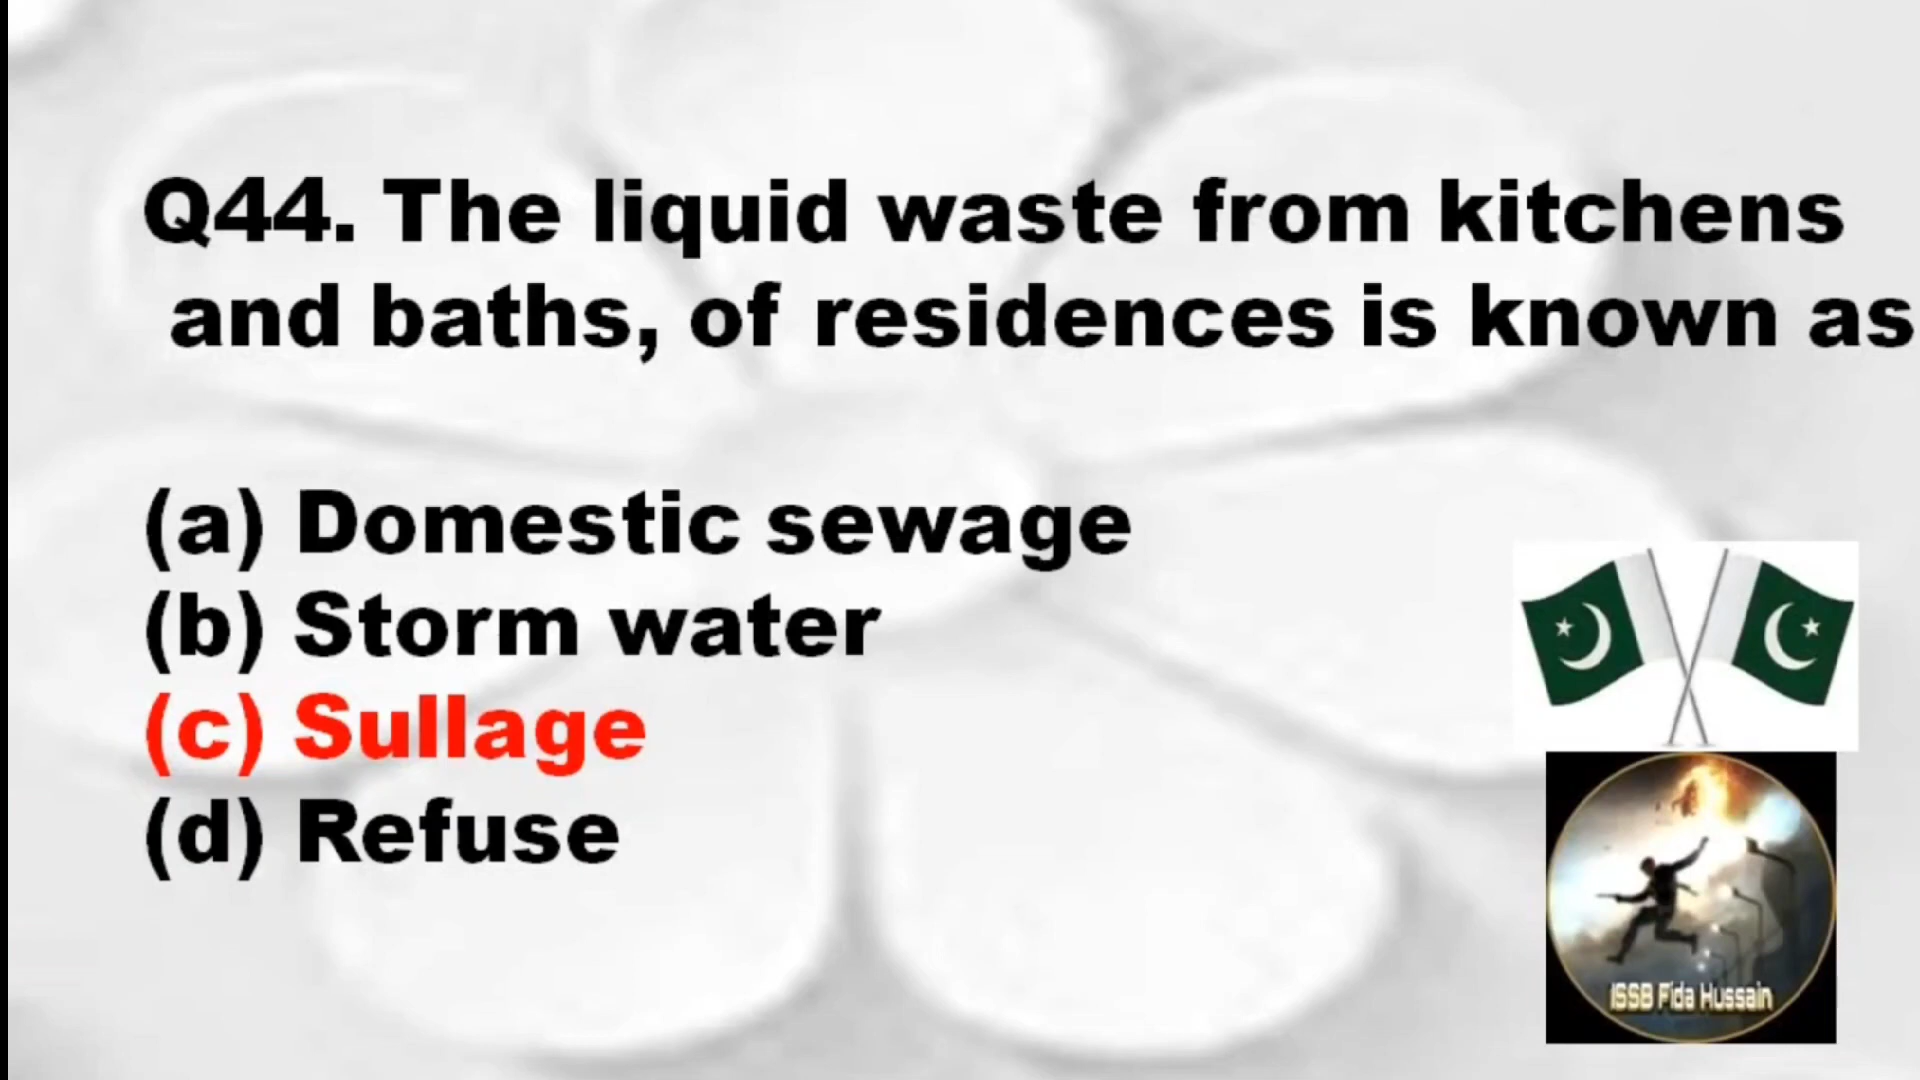 Q44. The liquid waste from kitchens
and baths, of residences is known as
(a) Domestic sewage
(b) Storm water
(c) Sullage
(d) Refuse
ISSB Fida Hussain